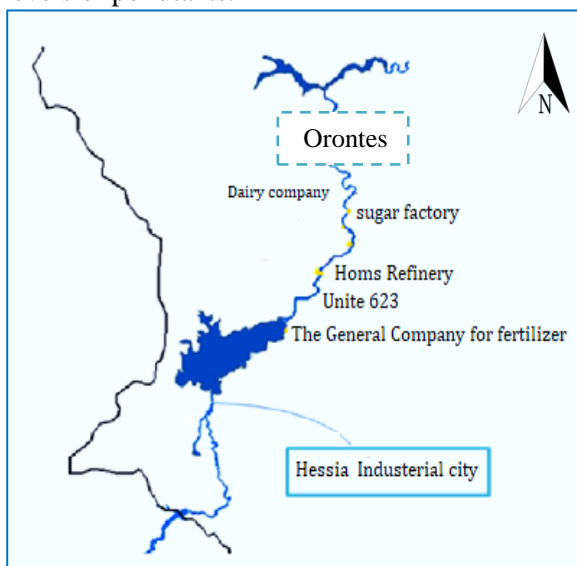 Orontes
N
Dairy company
sugar factory
Homs Refinery
Unite 623
The General Company for fertilizer
Hessia Industerial city